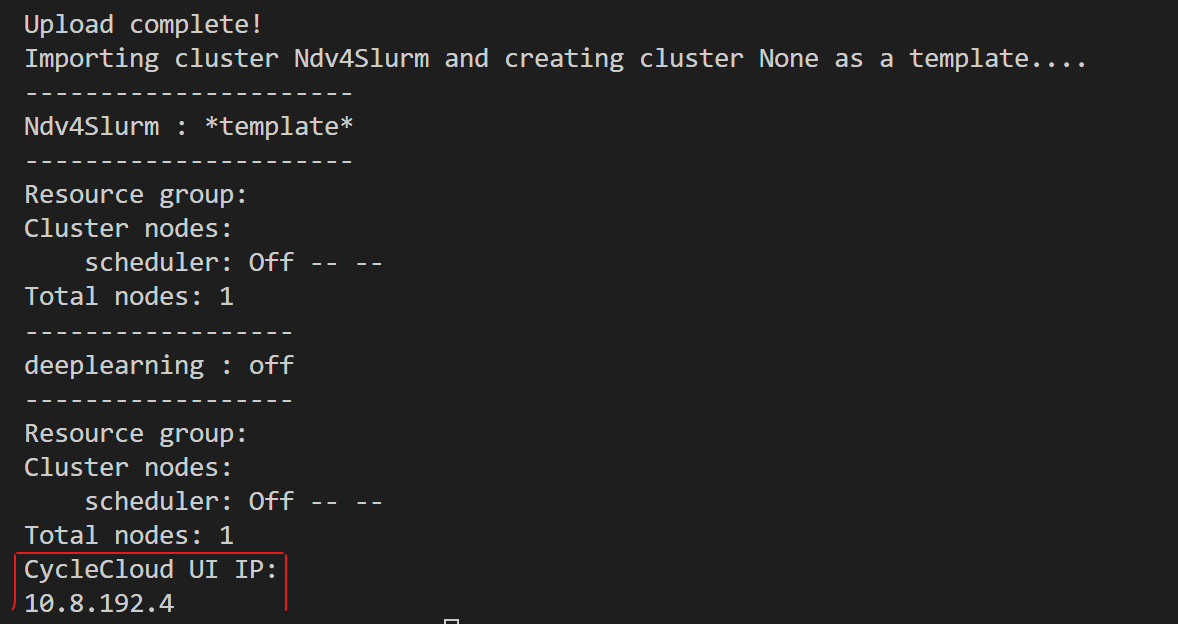 Upload complete!
Importing cluster Ndv4Slurm and creating cluster None as a template....
----------------------
Ndv4Slurm : *template*
----------------------
Resource group:
Cluster nodes:
    scheduler: Off -- --
Total nodes: 1
------------------
deeplearning : off
------------------
Resource group:
Cluster nodes:
    scheduler: Off -- --
Total nodes: 1
CycleCloud UI IP:
10.8.192.4